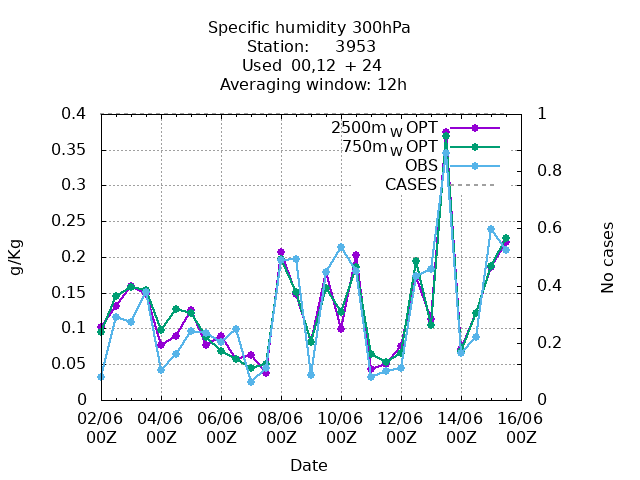 Specific humidity 300hPa
Station:     3953
Used  00,12  + 24
Averaging window: 12h
0.4
0.35
0.3
0.25
0.2
0.15
0.1
0.05
0
1
0.8
0.6
0.4
0.2
0
2500m W OPT
750m W OPT
OBS
CASES
g/Kg
No cases
02/06 04/06 06/06 08/06 10/06 12/06 14/06 16/06
00Z 00Z 00Z 00Z 00Z 00Z 00Z 00Z
Date